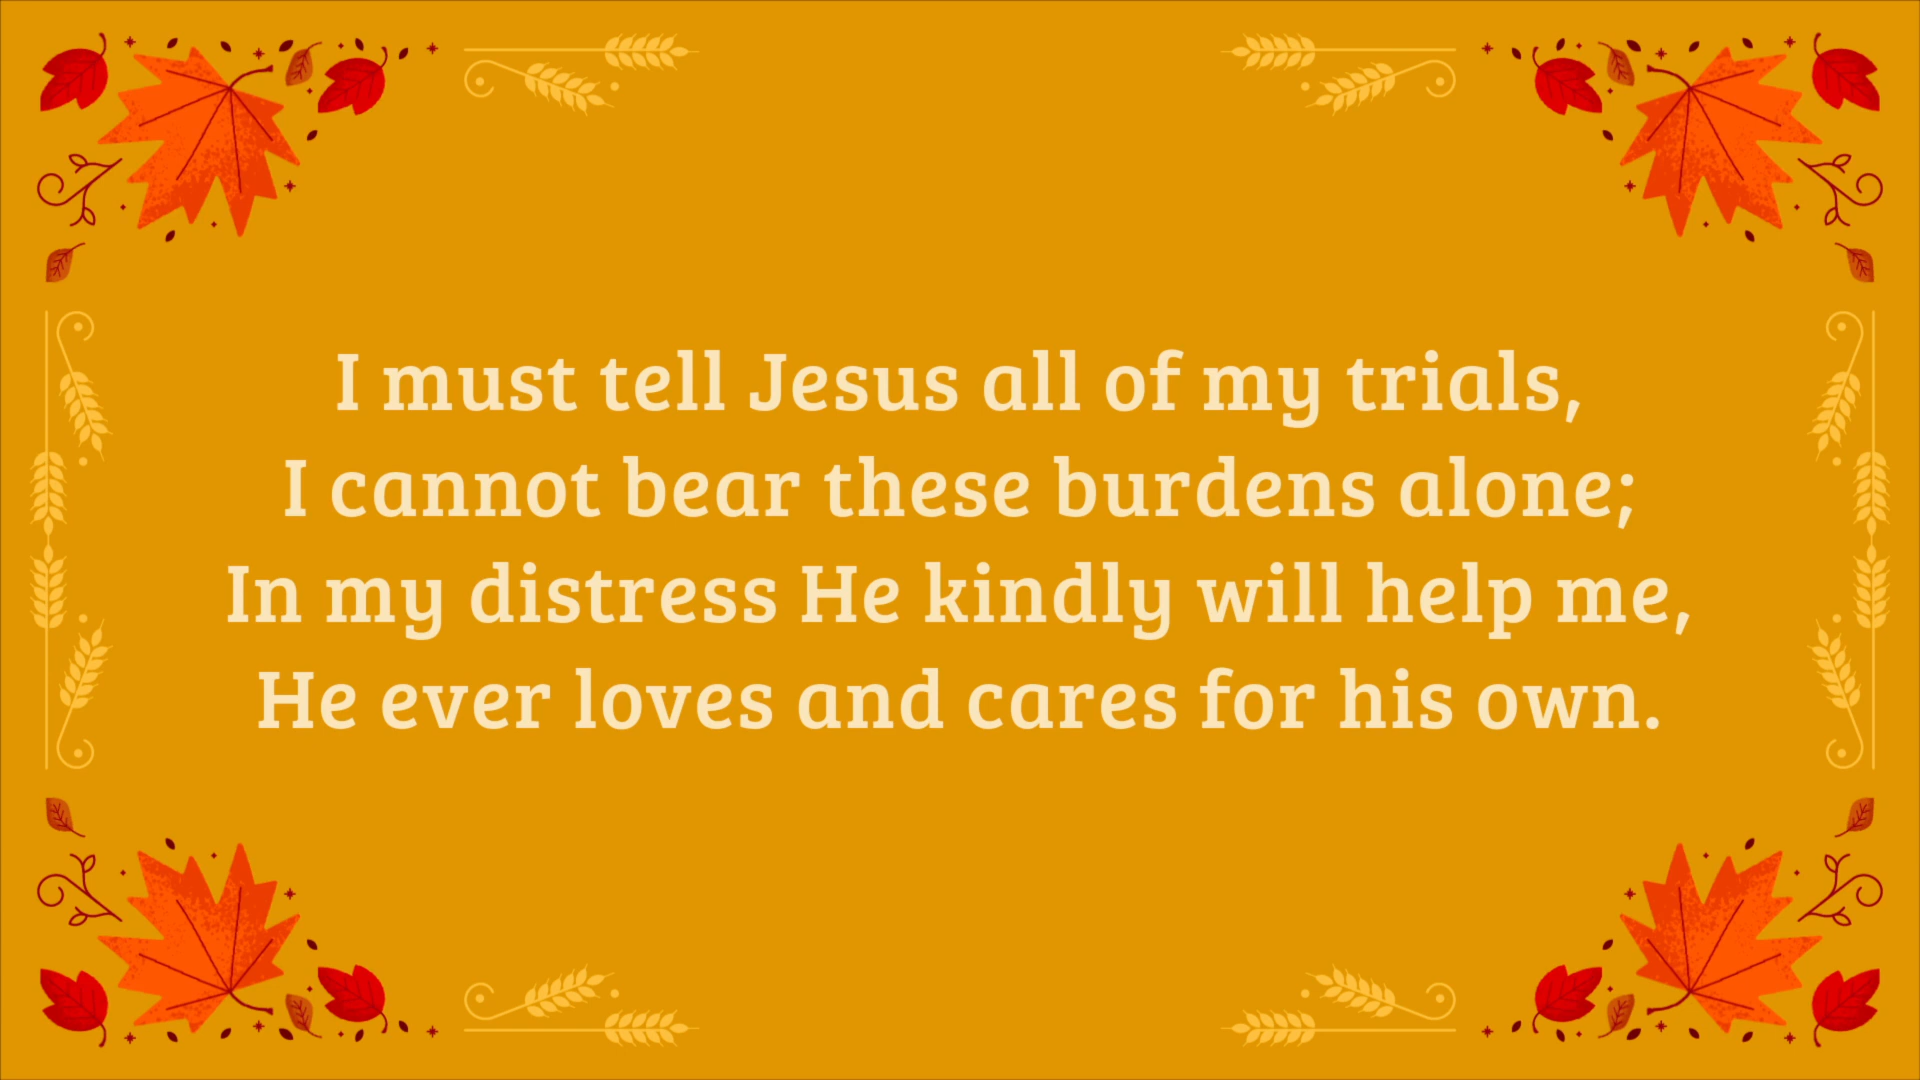 I must tell Jesus all of my trials,
I cannot bear these burdens alone;
In my distress He kindly will help me,
He ever loves and cares for his own.